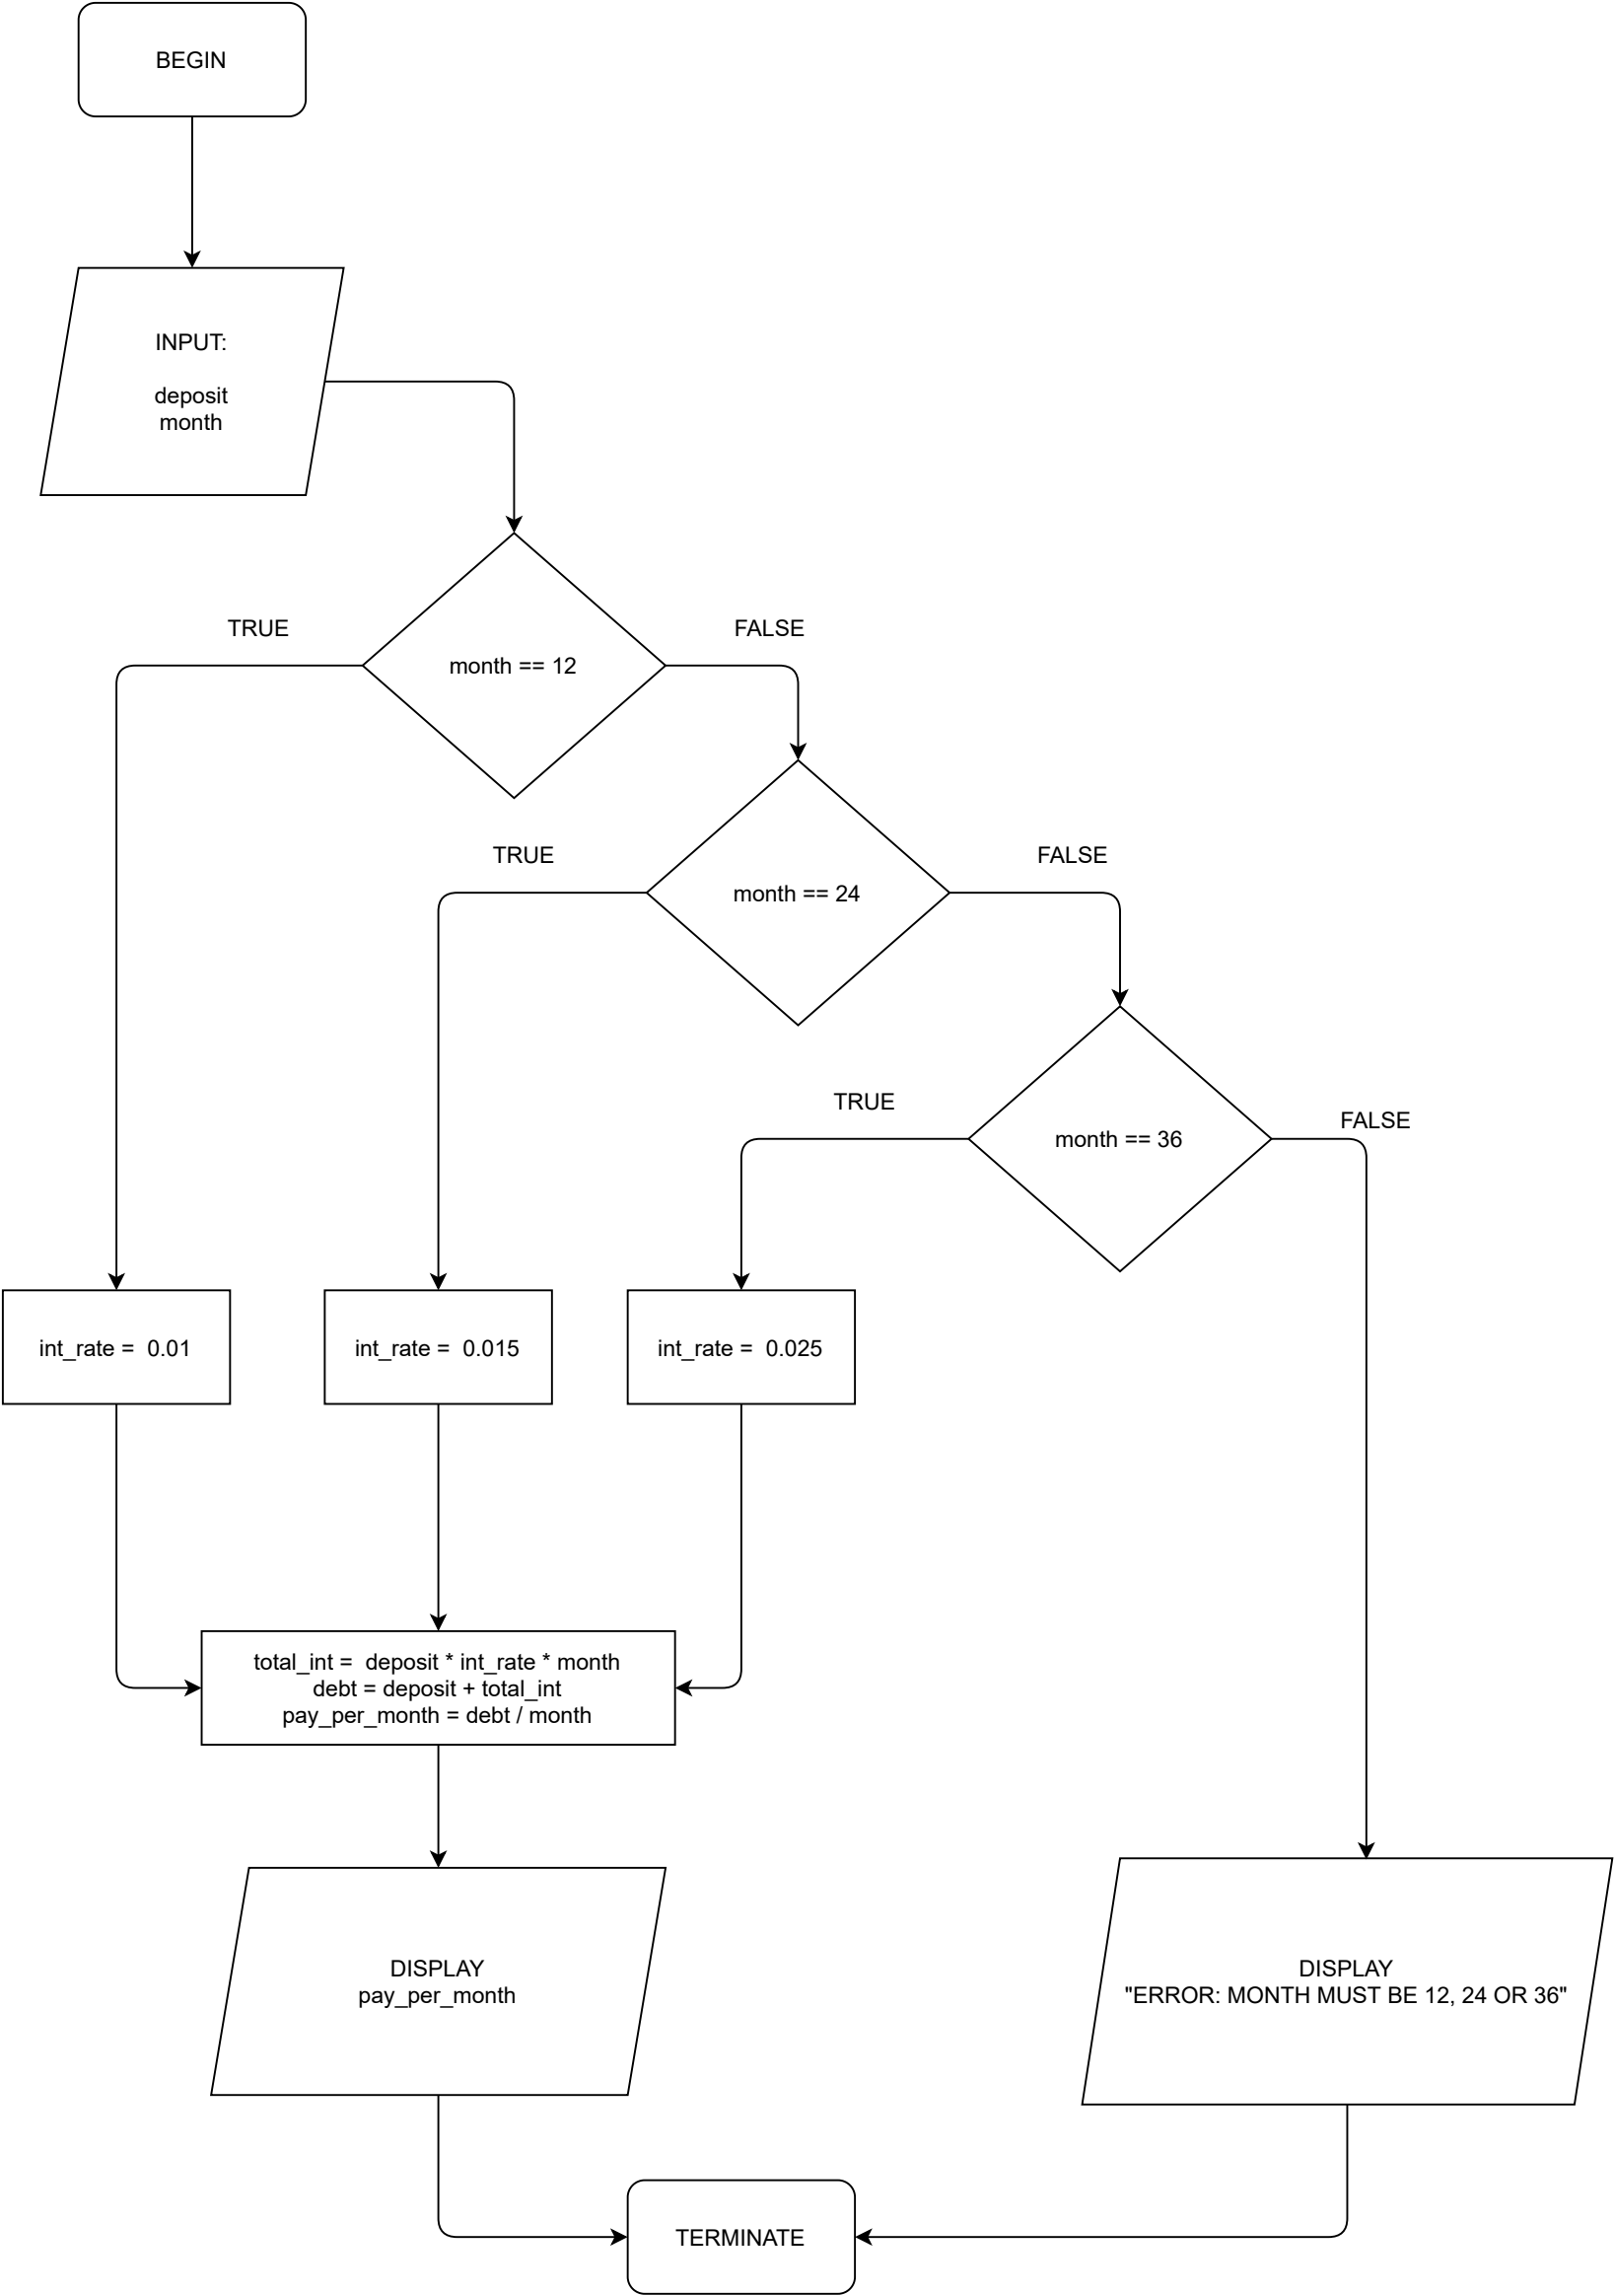 BEGIN
INPUT:
deposit
month
TRUE
FALSE
month == 12
TRUE
FALSE
month == 24
TRUE
FALSE
month == 36
int_rate =  0.01
int_rate =  0.015
int_rate =  0.025
total_int =  deposit * int_rate * month
debt = deposit + total_int
pay_per_month = debt / month
DISPLAY
pay_per_month
DISPLAY
"ERROR: MONTH MUST BE 12, 24 OR 36"
TERMINATE